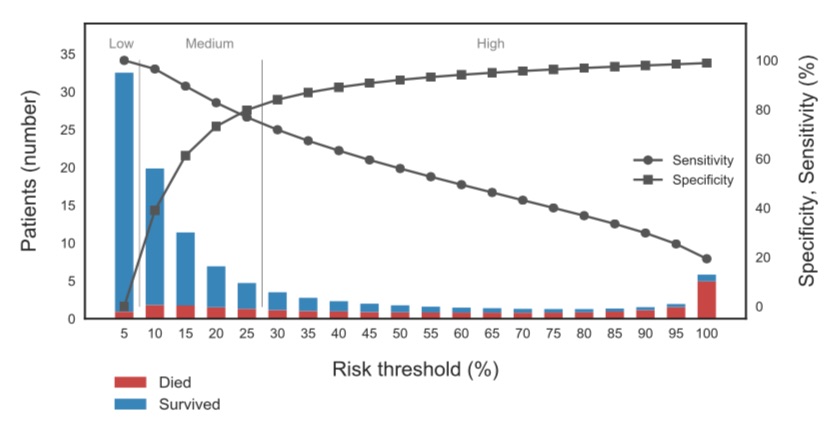 Low Medium High
Patients (number)
35
30
25
20
15
10
5
0
100
80
60
40
20
0
Specificity, Sensitivity (%)
Sensitivity
Specificity
5 10 15 20 25 30 35 40 45 50 55 60 65 70 75 80 85 90 95 100
Risk threshold (%)
Died
Survived